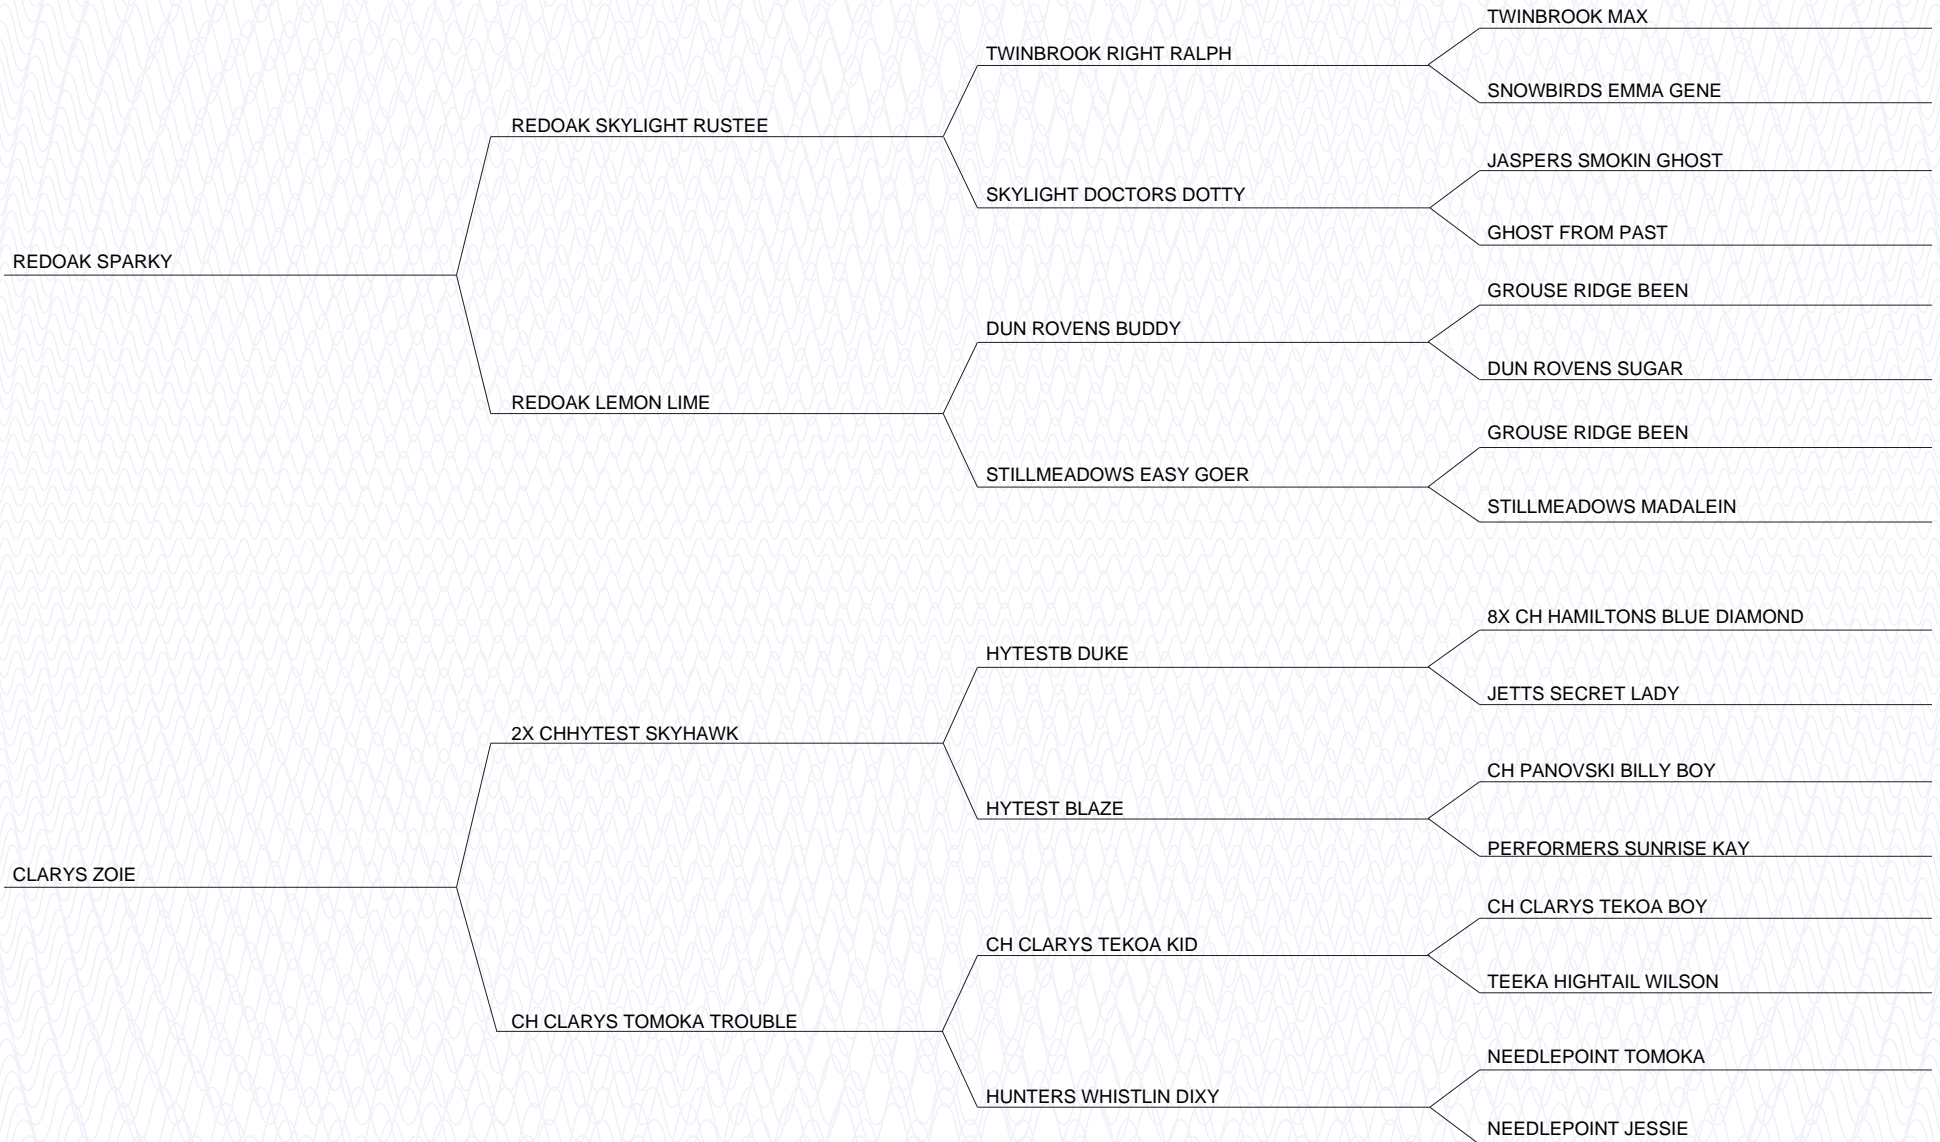 TWINBROOK MAX
TWINBROOK RIGHT RALPH
SNOWBIRDS EMMA GENE
REDOAK SKYLIGHT RUSTEE
JASPERS SMOKIN GHOST
SKYLIGHT DOCTORS DOTTY
GHOST FROM PAST
REDOAK SPARKY
GROUSE RIDGE BEEN
DUN ROVENS BUDDY
DUN ROVENS SUGAR
REDOAK LEMON LIME
GROUSE RIDGE BEEN
STILLMEADOWS EASY GOER
STILLMEADOWS MADALEIN
8X CH HAMILTONS BLUE DIAMOND
HYTESTB DUKE
JETTS SECRET LADY
2X CHHYTEST SKYHAWK
CH PANOVSKI BILLY BOY
HYTEST BLAZE
PERFORMERS SUNRISE KAY
CLARYS ZOIE
CH CLARYS TEKOA BOY
CH CLARYS TEKOA KID
TEEKA HIGHTAIL WILSON
CH CLARYS TOMOKA TROUBLE
NEEDLEPOINT TOMOKA
HUNTERS WHISTLIN DIXY
NEEDLEPOINT JESSIE